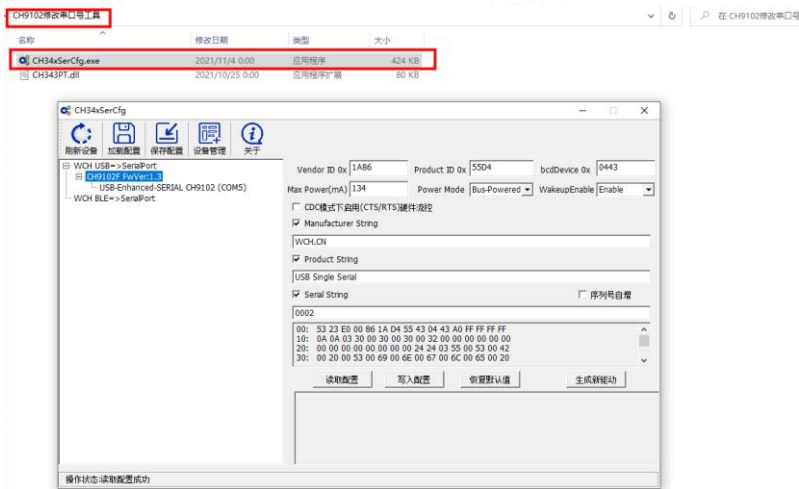 CH9102修改串口号工具
在 CH9102修改串口号
名称 修改日期 类型 大小
CH34xSerCfg.exe 2021/11/4 0:00 应用程序 424 KB
CH343PT.dll 2021/10/25 0:00 应用程序扩展 80 KB
CH34xSerCfg
刷新设备 加载配置 保存配置 设备管理 关于
WCH USB=>SerialPort
CH9102F FwVer:1.3
USB-Enhanced-SERIAL CH9102 (COM5)
WCH BLE=>SerialPort
Vendor ID 0x 1A86 Product ID 0x 55D4 bcdDevice 0x 0443
Max Power(mA) 134 Power Mode Bus-Powered WakeupEnable Enable
CDC模式下启用(CTS/RTS)硬件流控
Manufacturer String
WCH.CN
Product String
USB Single Serial
Serial String 序列号自增
0002
00: 53 23 E0 00 86 1A D4 55 43 04 43 A0 FF FF FF FF
10: 0A 0A 03 30 00 30 00 30 00 32 00 00 00 00 00 00
20: 00 00 00 00 00 00 00 00 24 24 03 55 00 53 00 42
30: 00 20 00 53 00 69 00 6E 00 67 00 6C 00 65 00 20
读取配置 写入配置 恢复默认值 生成新驱动
操作状态:读取配置成功